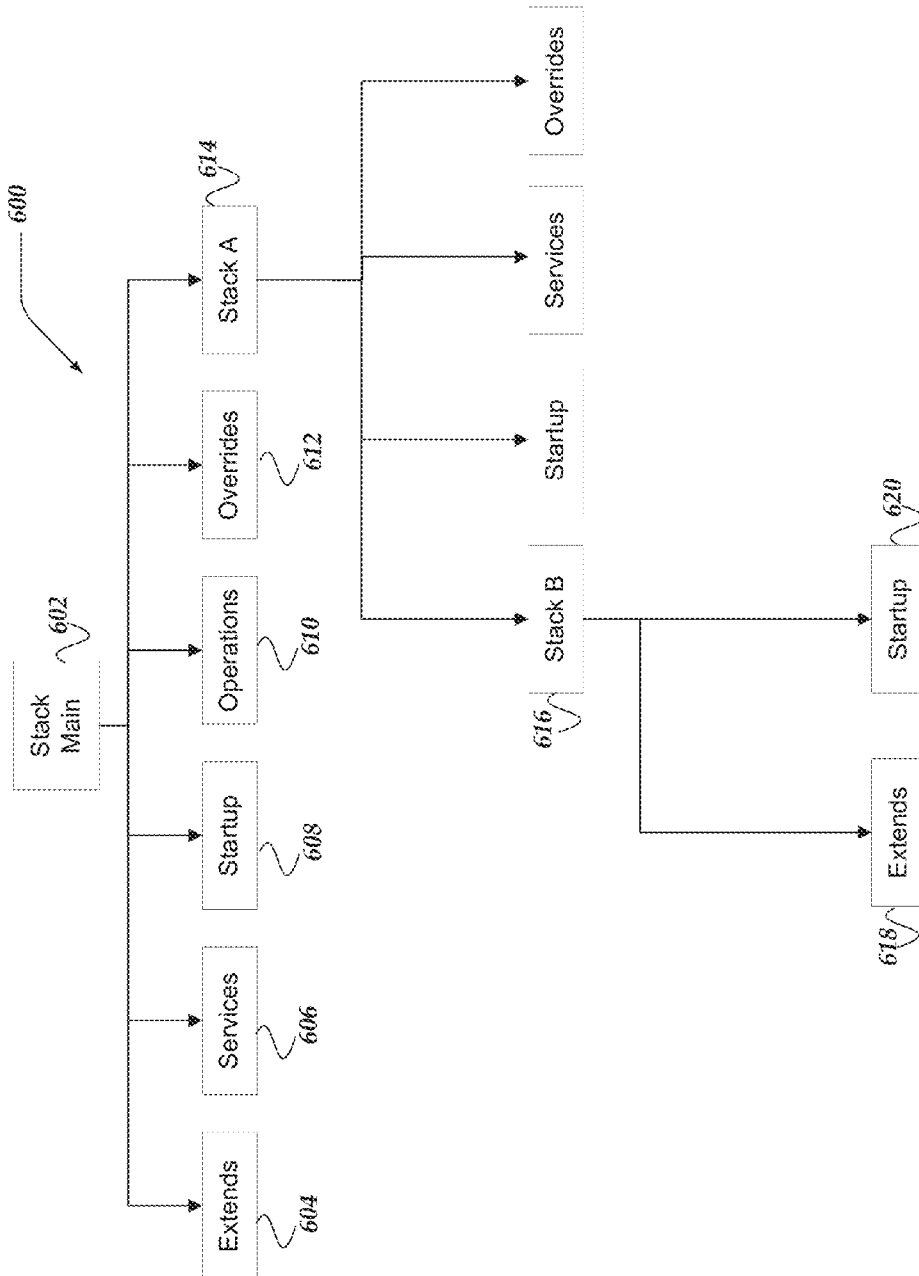 600
Stack
Main
602
Extends
604
Services
606
Startup
608
Operations
610
Overrides
612
Stack A
614
Stack B
616
Startup
Services
Overrides
Extends
618
Startup
620